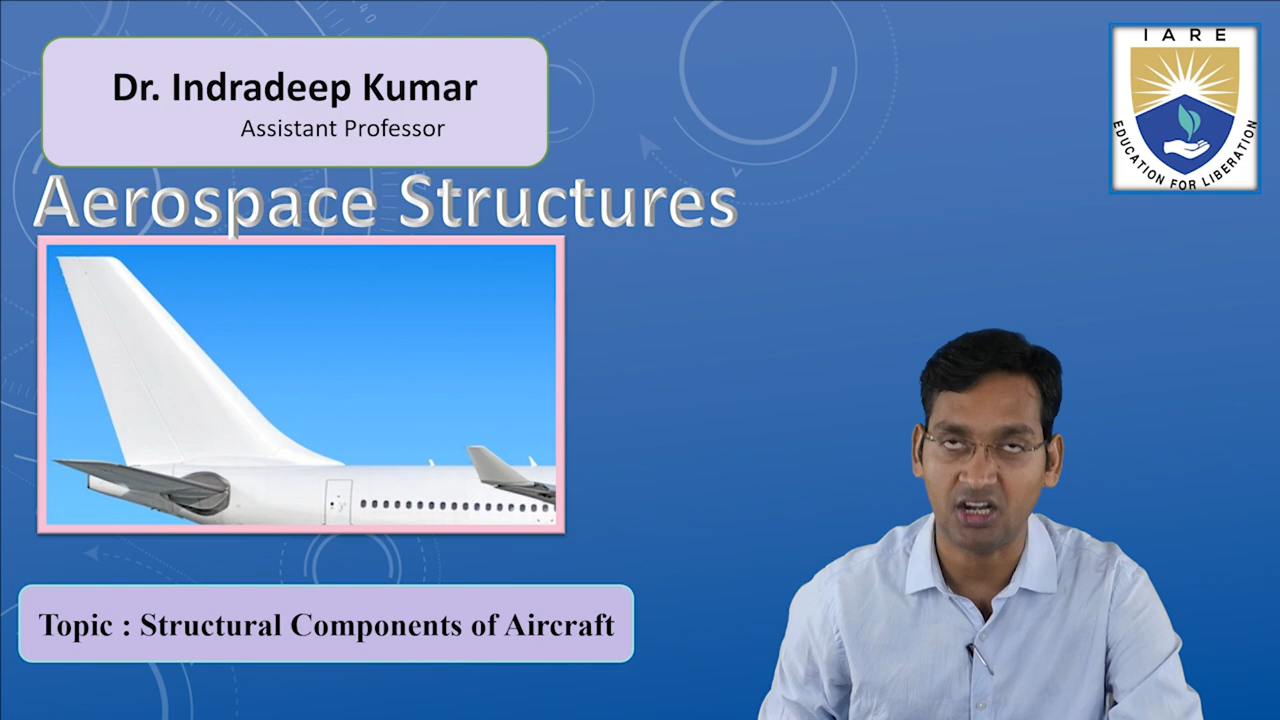 Dr. Indradeep Kumar
Assistant Professor
Aerospace Structures
Topic : Structural Components of Aircraft
IARE
EDUCATION FOR LIBERATION